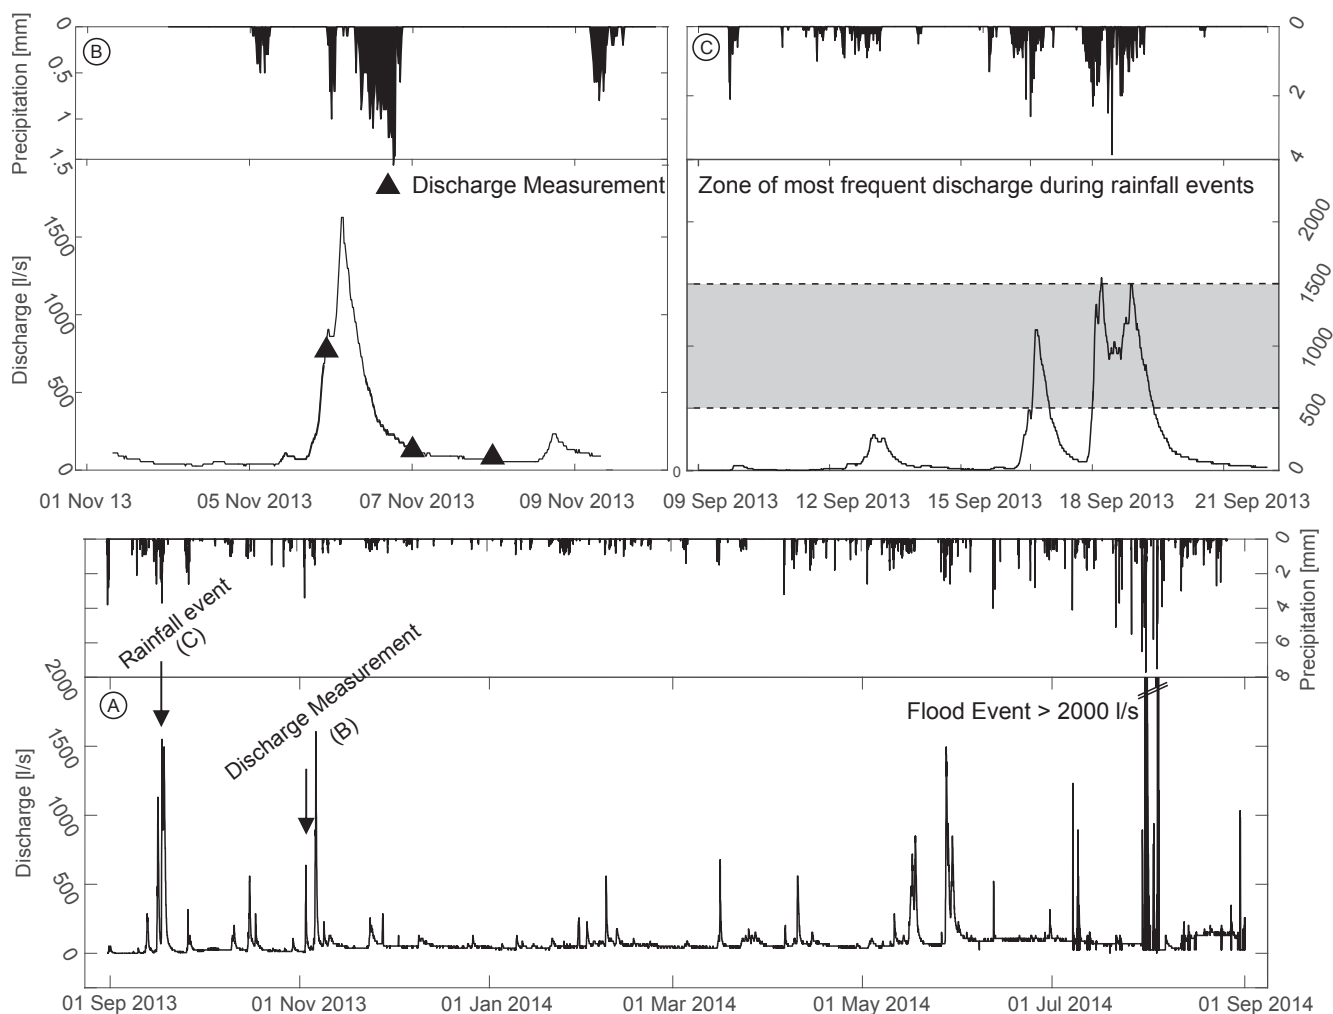 Precipitation [mm]
0
0.5
1
1.5
B
Discharge Measurement
Discharge [l/s]
1500
1000
500
0
01 Nov 13
05 Nov 2013
07 Nov 2013
09 Nov 2013
C
0
2
4
Zone of most frequent discharge during rainfall events
2000
1500
1000
500
0
0
09 Sep 2013
12 Sep 2013
15 Sep 2013
18 Sep 2013
21 Sep 2013
0
2
4
6
8
Precipitation [mm]
Rainfall event
(C)
Discharge Measurement
(B)
A
Flood Event > 2000 l/s
Discharge [l/s]
2000
1500
1000
500
0
01 Sep 2013
01 Nov 2013
01 Jan 2014
01 Mar 2014
01 May 2014
01 Jul 2014
01 Sep 2014